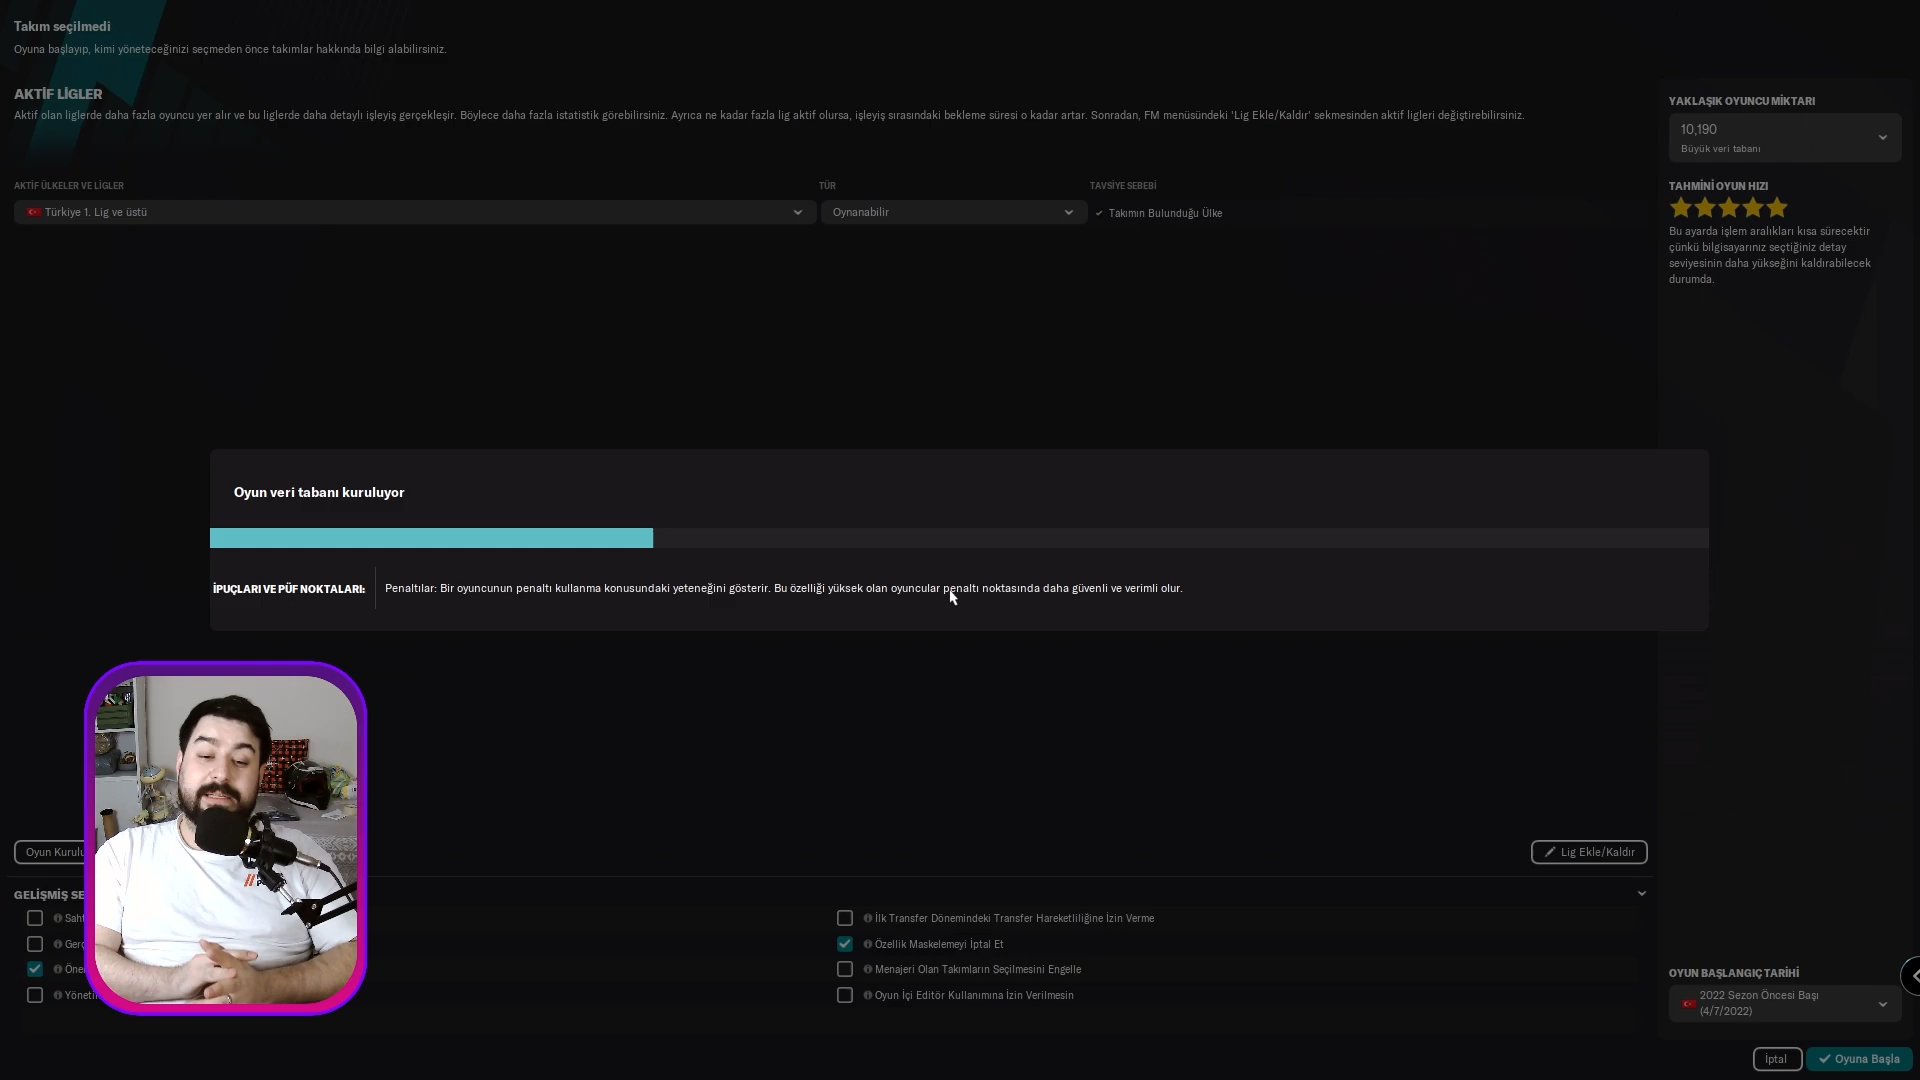 Takım seçilmedi
Oyuna başlayıp, kimi yöneteceğinizi seçmeden önce takımlar hakkında bilgi alabilirsiniz.
AKTİF LİGLER
Aktif olan liglerde daha fazla oyuncu yer alır ve bu liglerde daha detaylı işleyiş gerçekleşir. Böylece daha fazla istatistik görebilirsiniz. Ayrıca ne kadar fazla lig aktif olursa, işleyiş sırasındaki bekleme süresi o kadar artar. Sonradan, FM menüsündeki 'Lig Ekle/Kaldır' sekmesinden aktif ligleri değiştirebilirsiniz.
AKTİF ÜLKELER VE LİGLER
TÜR
TAVSİYE SEBEBİ
Türkiye 1. Lig ve üstü
Oynanabilir
Takımın Bulunduğu Ülke
YAKLAŞIK OYUNCU MİKTARI
10,190
Büyük veri tabanı
TAHMİNİ OYUN HIZI
Bu ayarda işlem aralıkları kısa sürecektir
çünkü bilgisayarınız seçtiğiniz detay
seviyesinin daha yükseğini kaldırabilecek
durumda.
Oyun veri tabanı kuruluyor
İPUÇLARI VE PÜF NOKTALARI:
Penaltılar: Bir oyuncunun penaltı kullanma konusundaki yeteneğini gösterir. Bu özelliği yüksek olan oyuncular penaltı noktasında daha güvenli ve verimli olur.
Oyun Kurulu
Lig Ekle/Kaldır
GELİŞMİŞ SE
Saht
İlk Transfer Dönemindeki Transfer Hareketliliğine İzin Verme
Gerç
Özellik Maskelemeyi İptal Et
Öne
Menajeri Olan Takımların Seçilmesini Engelle
Yöneti
Oyun İçi Editör Kullanımına İzin Verilmesin
OYUN BAŞLANGIÇ TARİHİ
2022 Sezon Öncesi Başı
(4/7/2022)
İptal
Oyuna Başla